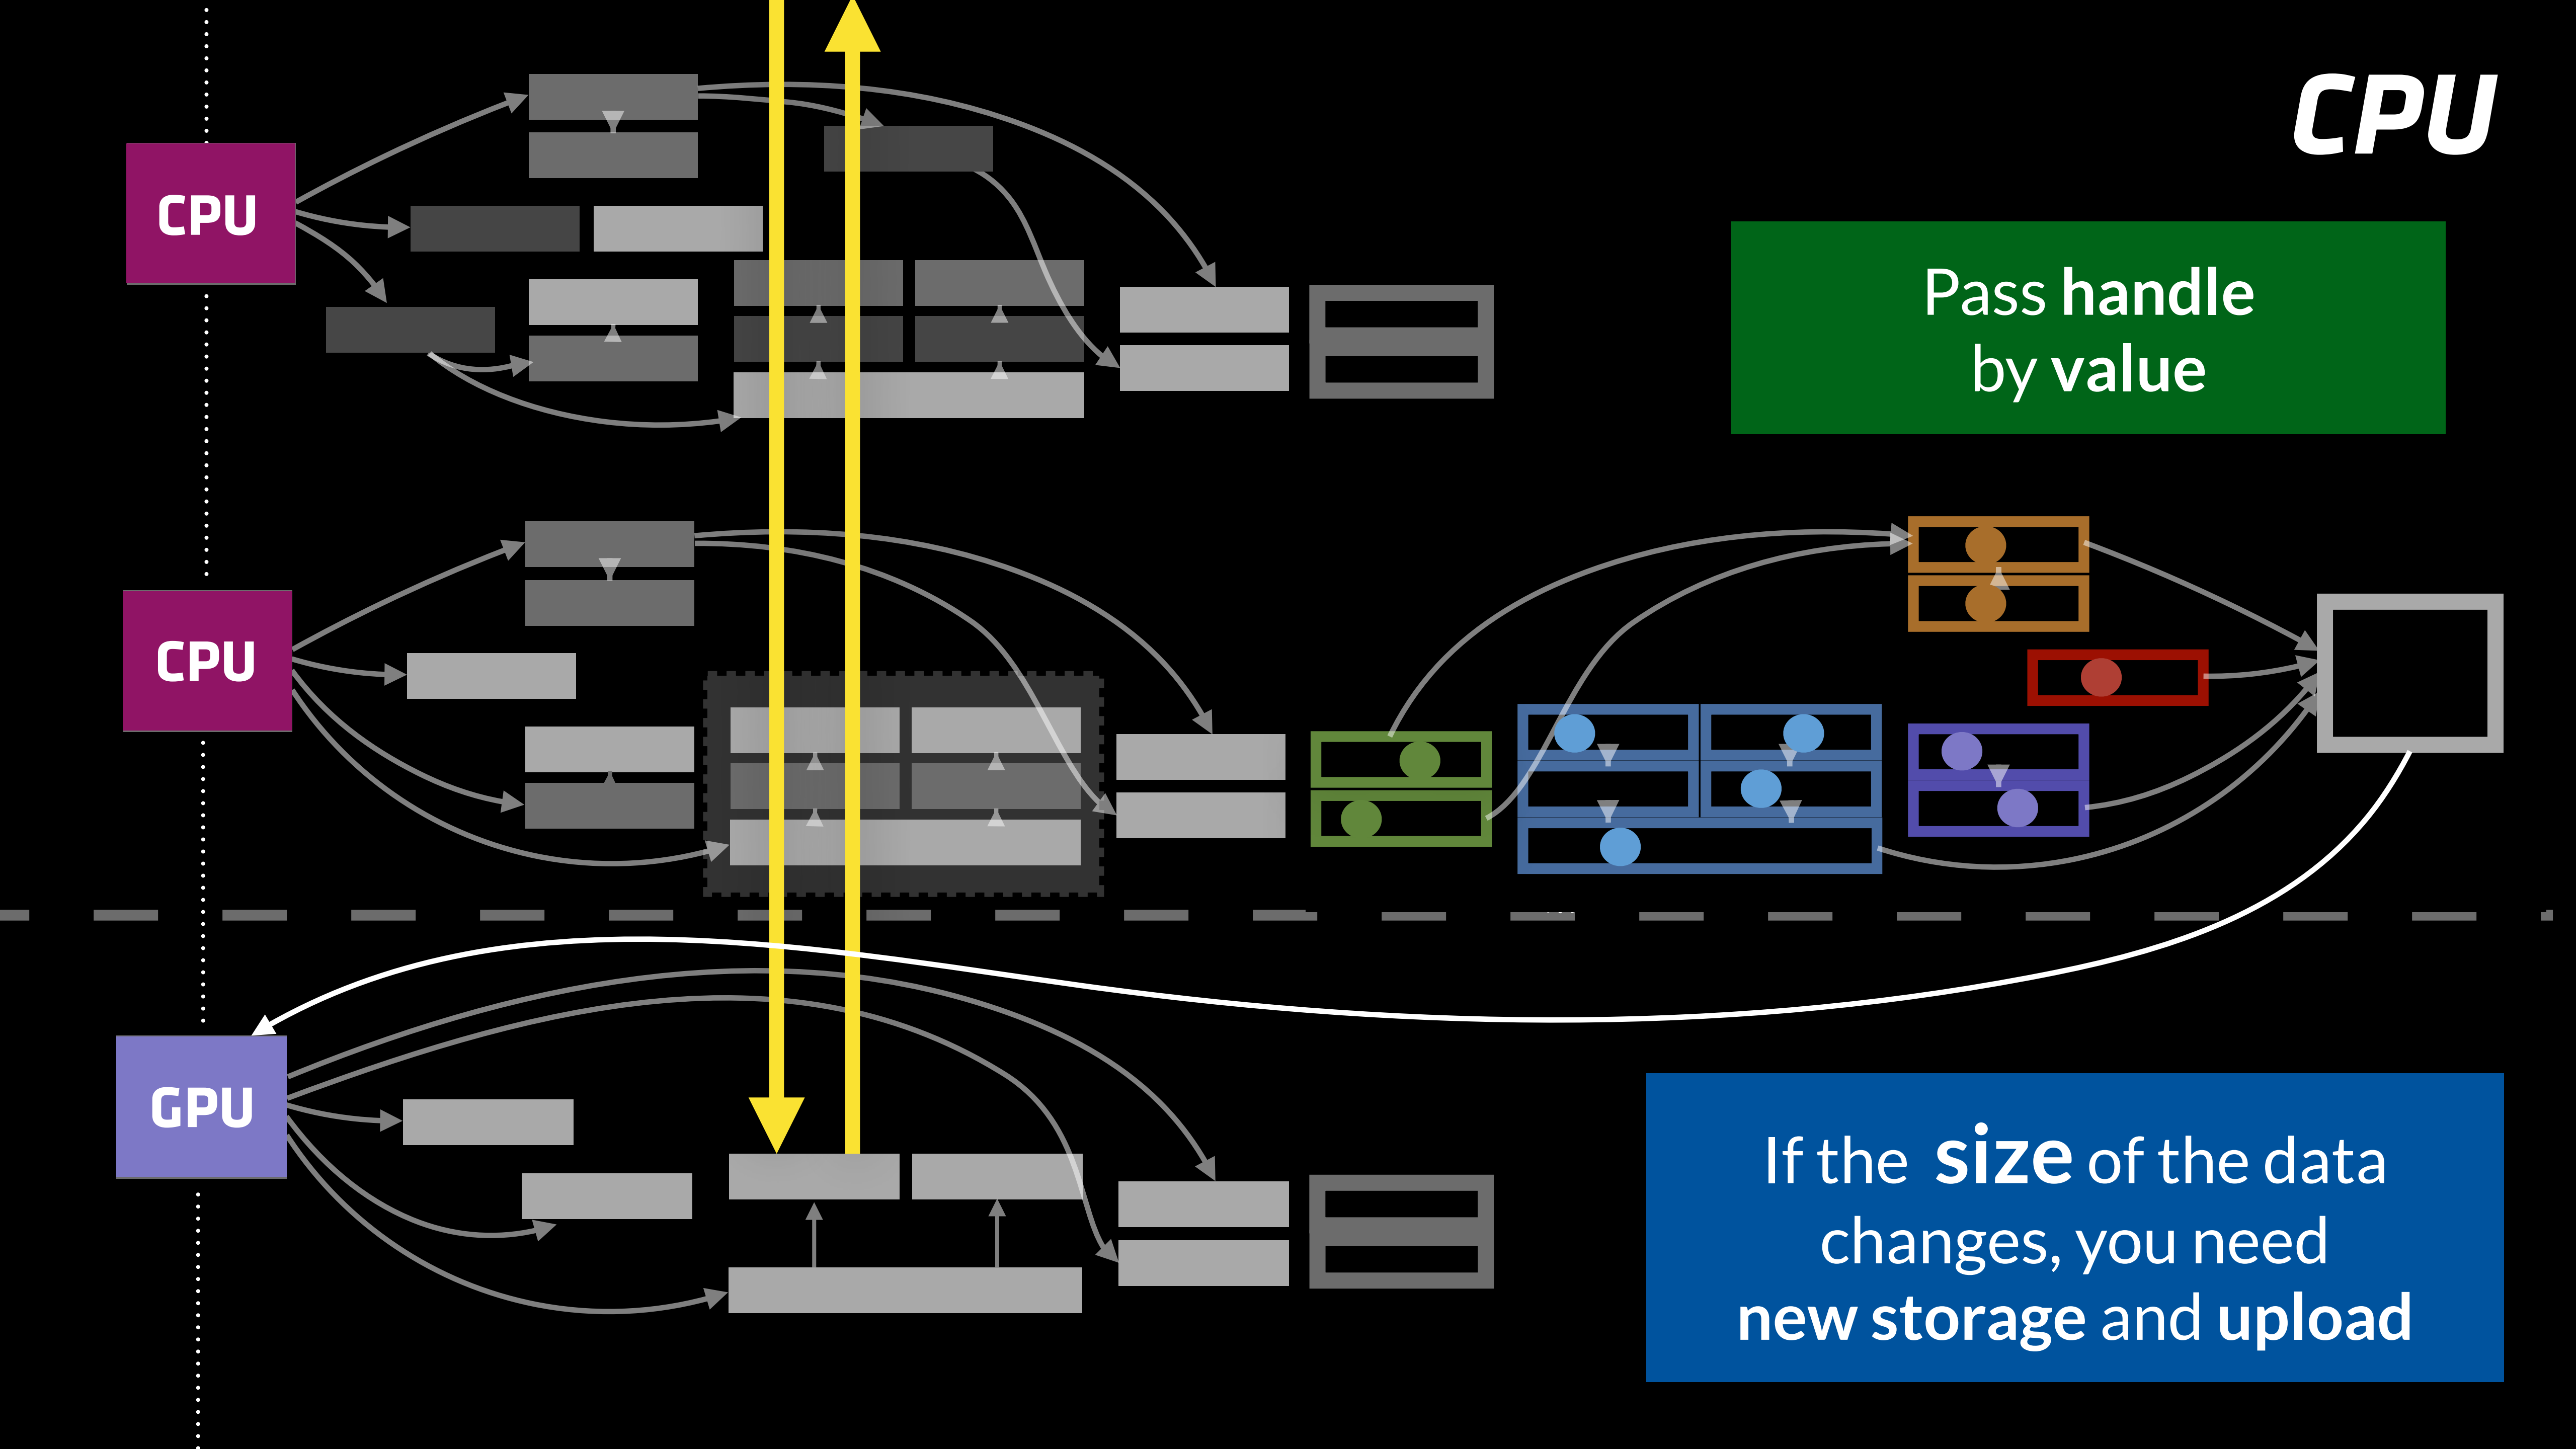 CPU
CPU
Pass handle
by value
CPU
GPU
If the size of the data
changes, you need
new storage and upload